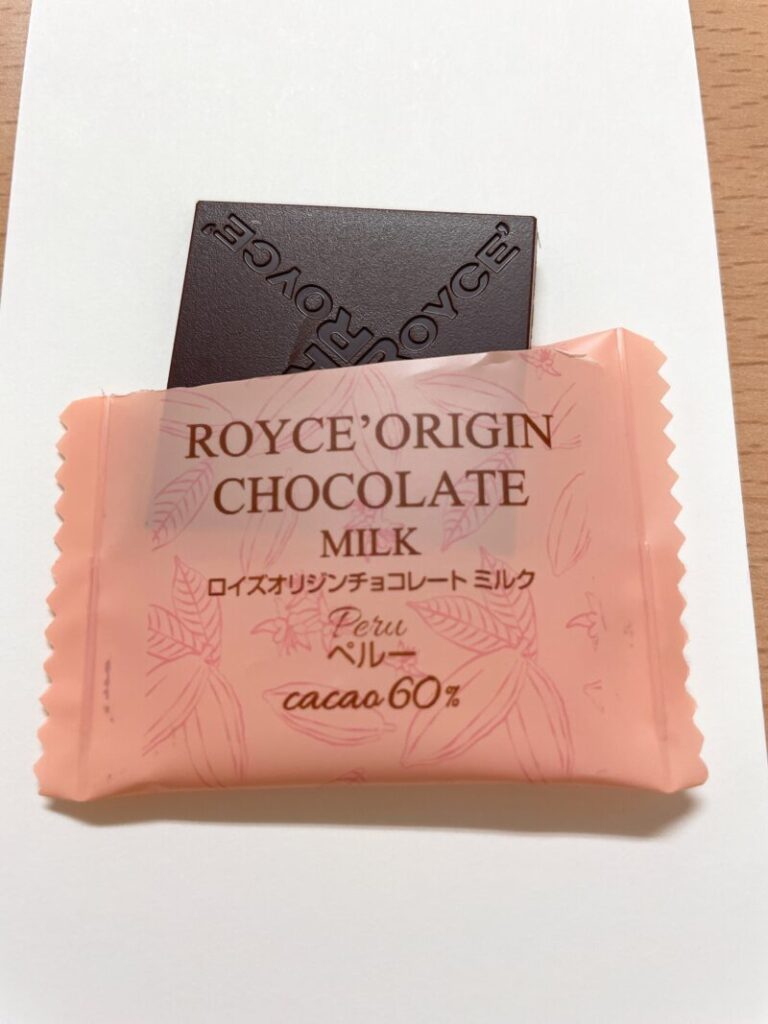 ROYCE'
ROYCE'
ROYCE'ORIGIN
CHOCOLATE
MILK
ロイズオリジンチョコレート ミルク
Peru
ペルー
cacao 60%